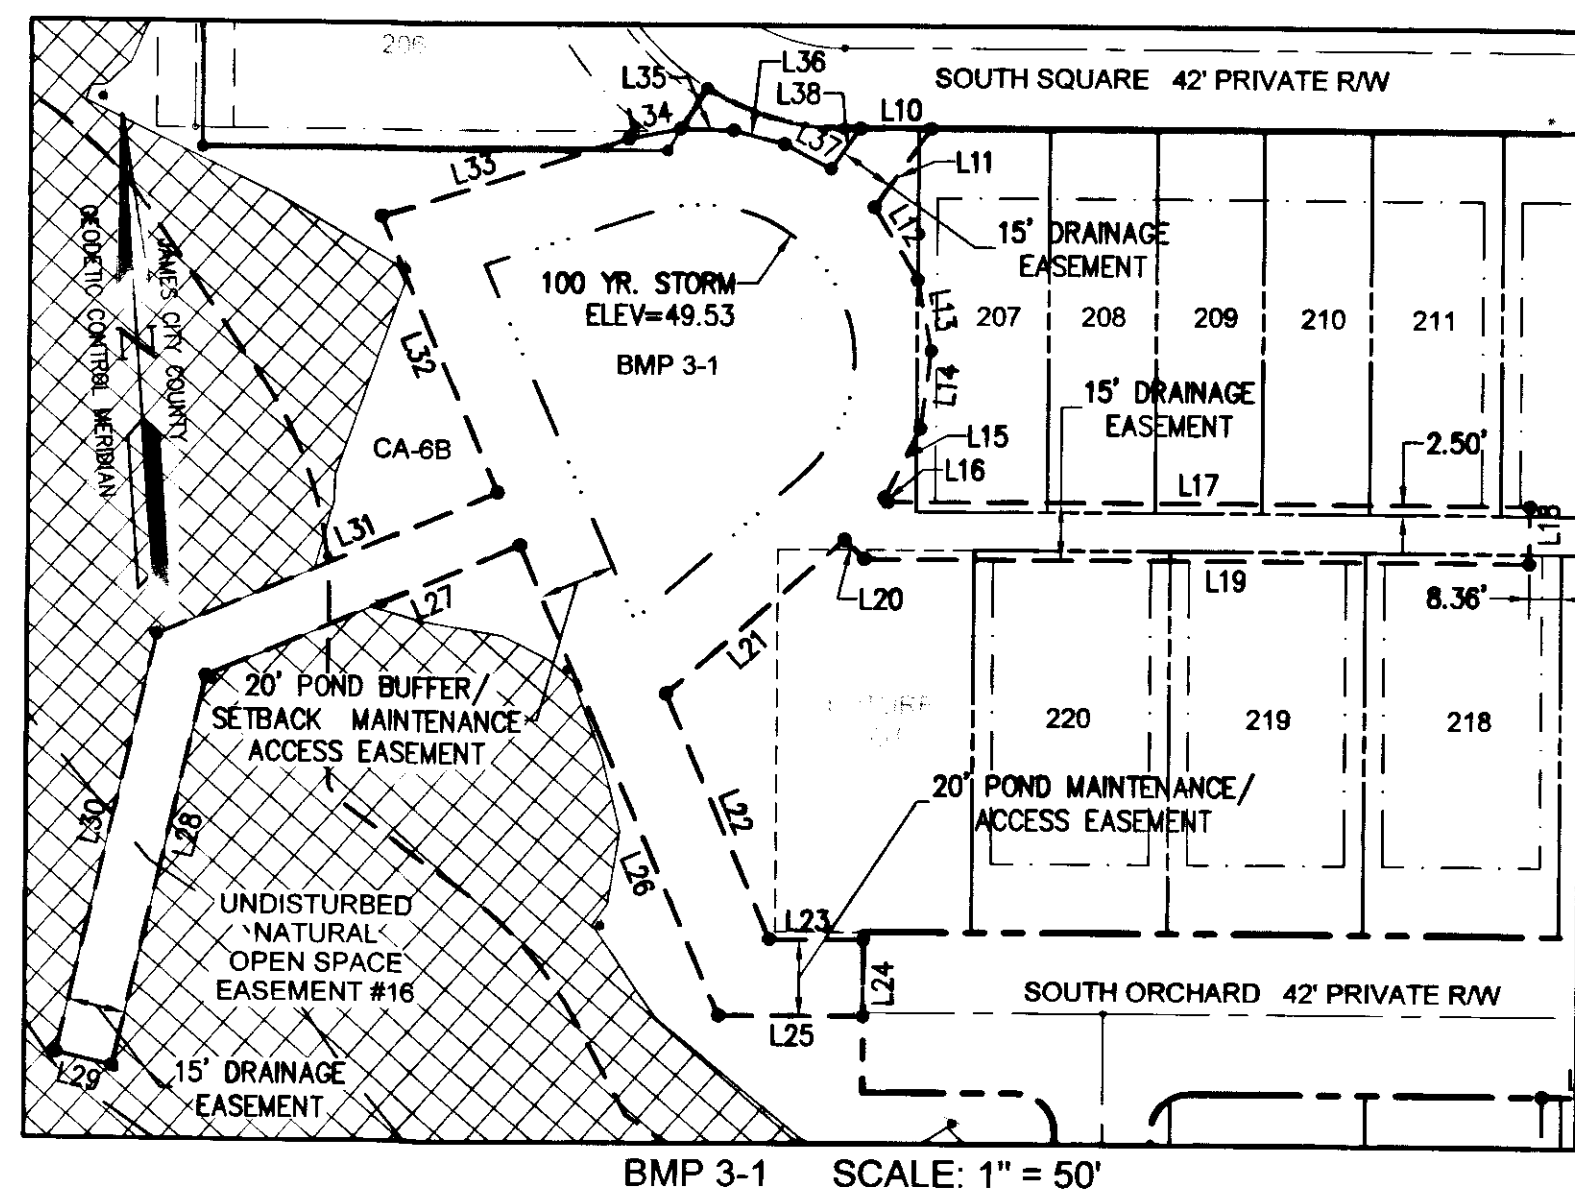 206
L35
L36
L38
L34
L10
SOUTH SQUARE 42' PRIVATE R/W
L37
L33
L11
L12
15' DRAINAGE
EASEMENT
JAMES CITY COUNTY
GEODETIC CONTROL MERIDIAN
100 YR. STORM
ELEV=49.53
BMP 3-1
L13
207
208
209
210
211
L32
L14
15' DRAINAGE
EASEMENT
CA-6B
L15
L16
2.50'
L17
L18
L31
L27
L19
L20
8.36'
L21
20' POND BUFFER/
SETBACK MAINTENANCE
ACCESS EASEMENT
220
219
218
20' POND MAINTENANCE/
ACCESS EASEMENT
L30
L28
L22
L26
UNDISTURBED
NATURAL
OPEN SPACE
EASEMENT #16
L23
L24
SOUTH ORCHARD 42' PRIVATE R/W
L25
L29
15' DRAINAGE
EASEMENT
BMP 3-1 SCALE: 1" = 50'